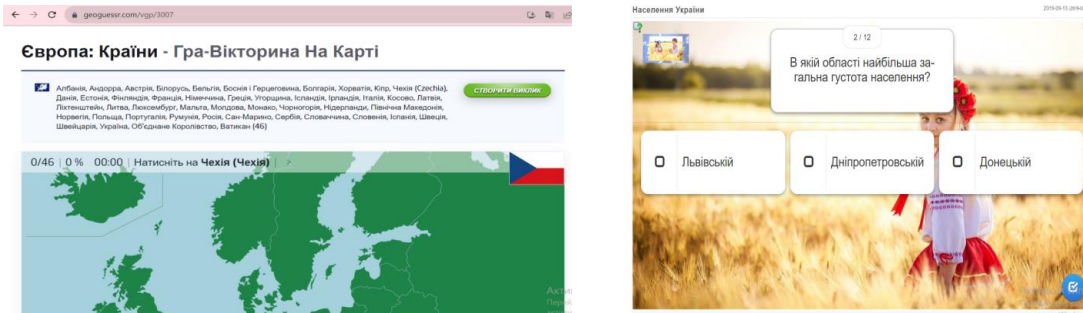 geoguessr.com/vgp/3007
Європа: Країни - Гра-Вікторина На Карті
Албанія, Андорра, Австрія, Білорусь, Бельгія, Боснія і Герцеговина, Болгарія, Хорватія, Кіпр, Чехія (Czechia),
Данія, Естонія, Фінляндія, Франція, Німеччина, Греція, Угорщина, Ісландія, Ірландія, Італія, Косово, Латвія,
Ліхтенштейн, Литва, Люксембург, Мальта, Молдова, Монако, Чорногорія, Нідерланди, Північна Македонія,
Норвегія, Польща, Португалія, Румунія, Росія, Сан-Марино, Сербія, Словаччина, Словенія, Іспанія, Швеція,
Швейцарія, Україна, Об'єднане Королівство, Ватикан (46)
СТВОРИТИ ВИКЛИК
0/46 | 0 % 00:00 | Натисніть на Чехія (Чехія) | >
Населення України
2 / 12
В якій області найбільша за-
гальна густота населення?
Львівській
Дніпропетровській
Донецькій